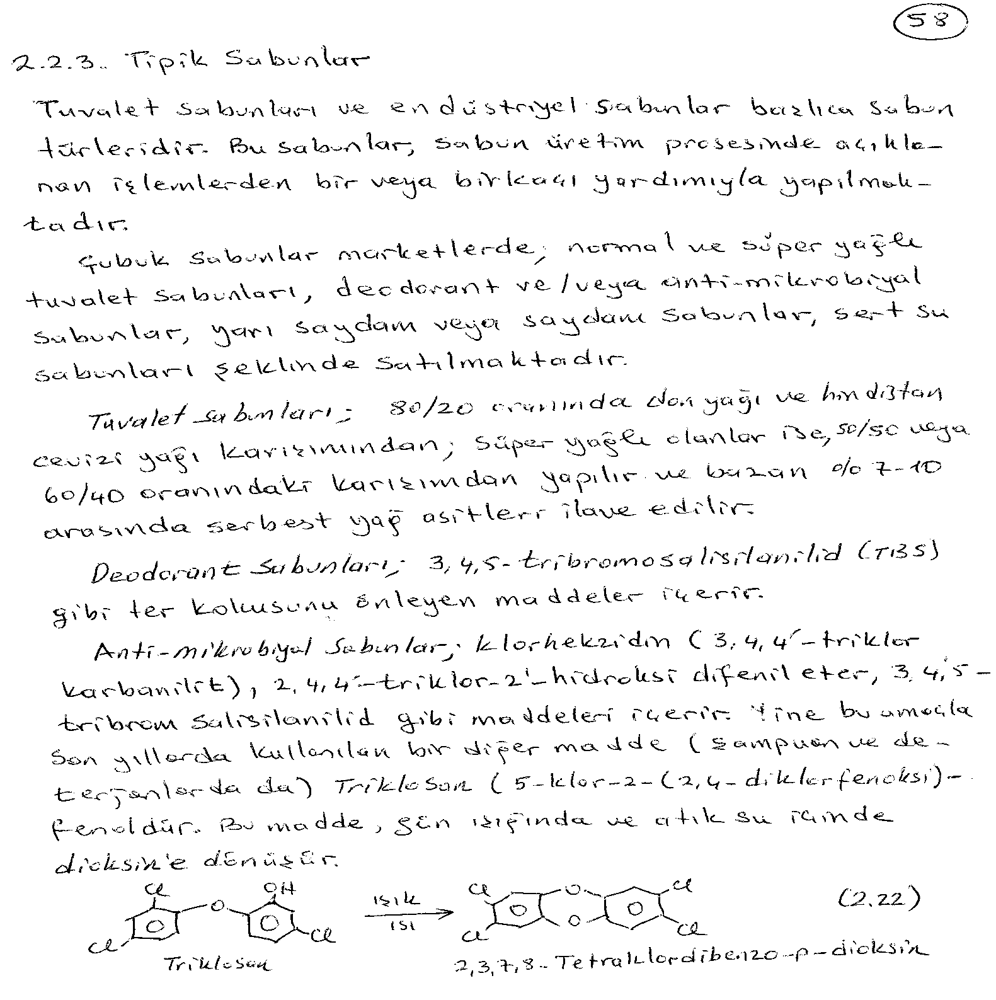 58
2.2.3. Tipik Sabunlar
Tuvalet sabunları ve endüstriyel sabunlar başlıca sabun
türleridir. Bu sabunlar, sabun üretim prosesinde açıkla-
nan işlemlerden bir veya birkaçı yardımıyla yapılmak-
tadır.
Çubuk sabunlar marketlerde; normal ve süper yağlı
tuvalet sabunları, deodorant ve/veya anti-mikrobiyal
sabunlar, yarı saydam veya saydam sabunlar, sert su
sabunları şeklinde satılmaktadır.
Tuvalet sabunları; 80/20 oranında don yağı ve hindistan
cevizi yağı karışımından; süper yağlı olanlar ise, 50/50 veya
60/40 oranındaki karışımdan yapılır ve bazan % 7-10
arasında serbest yağ asitleri ilave edilir.
Deodorant sabunları; 3,4,5-tribromosalisilanilid (TBS)
gibi ter kokusunu önleyen maddeler içerir.
Anti-mikrobiyal sabunlar; klorhekzidin (3,4,4'-triklor
karbanilit), 2,4,4'-triklor-2'-hidroksi difenil eter, 3,4,'5-
tribrom salisilanilid gibi maddeleri içerir. Yine bu amaçla
son yıllarda kullanılan bir diğer madde (şampuan ve de-
terjanlarda da) Triklosan (5-klor-2-(2,4-diklorfenoksi)-
fenoldür. Bu madde, gün ışığında ve atık su içinde
dioksin'e dönüşür.
Cl OH Cl O Cl
ışık
ısı
Cl O Cl Cl O Cl
(2.22)
Triklosan
2,3,7,8-Tetraklordibenzo-p-dioksin